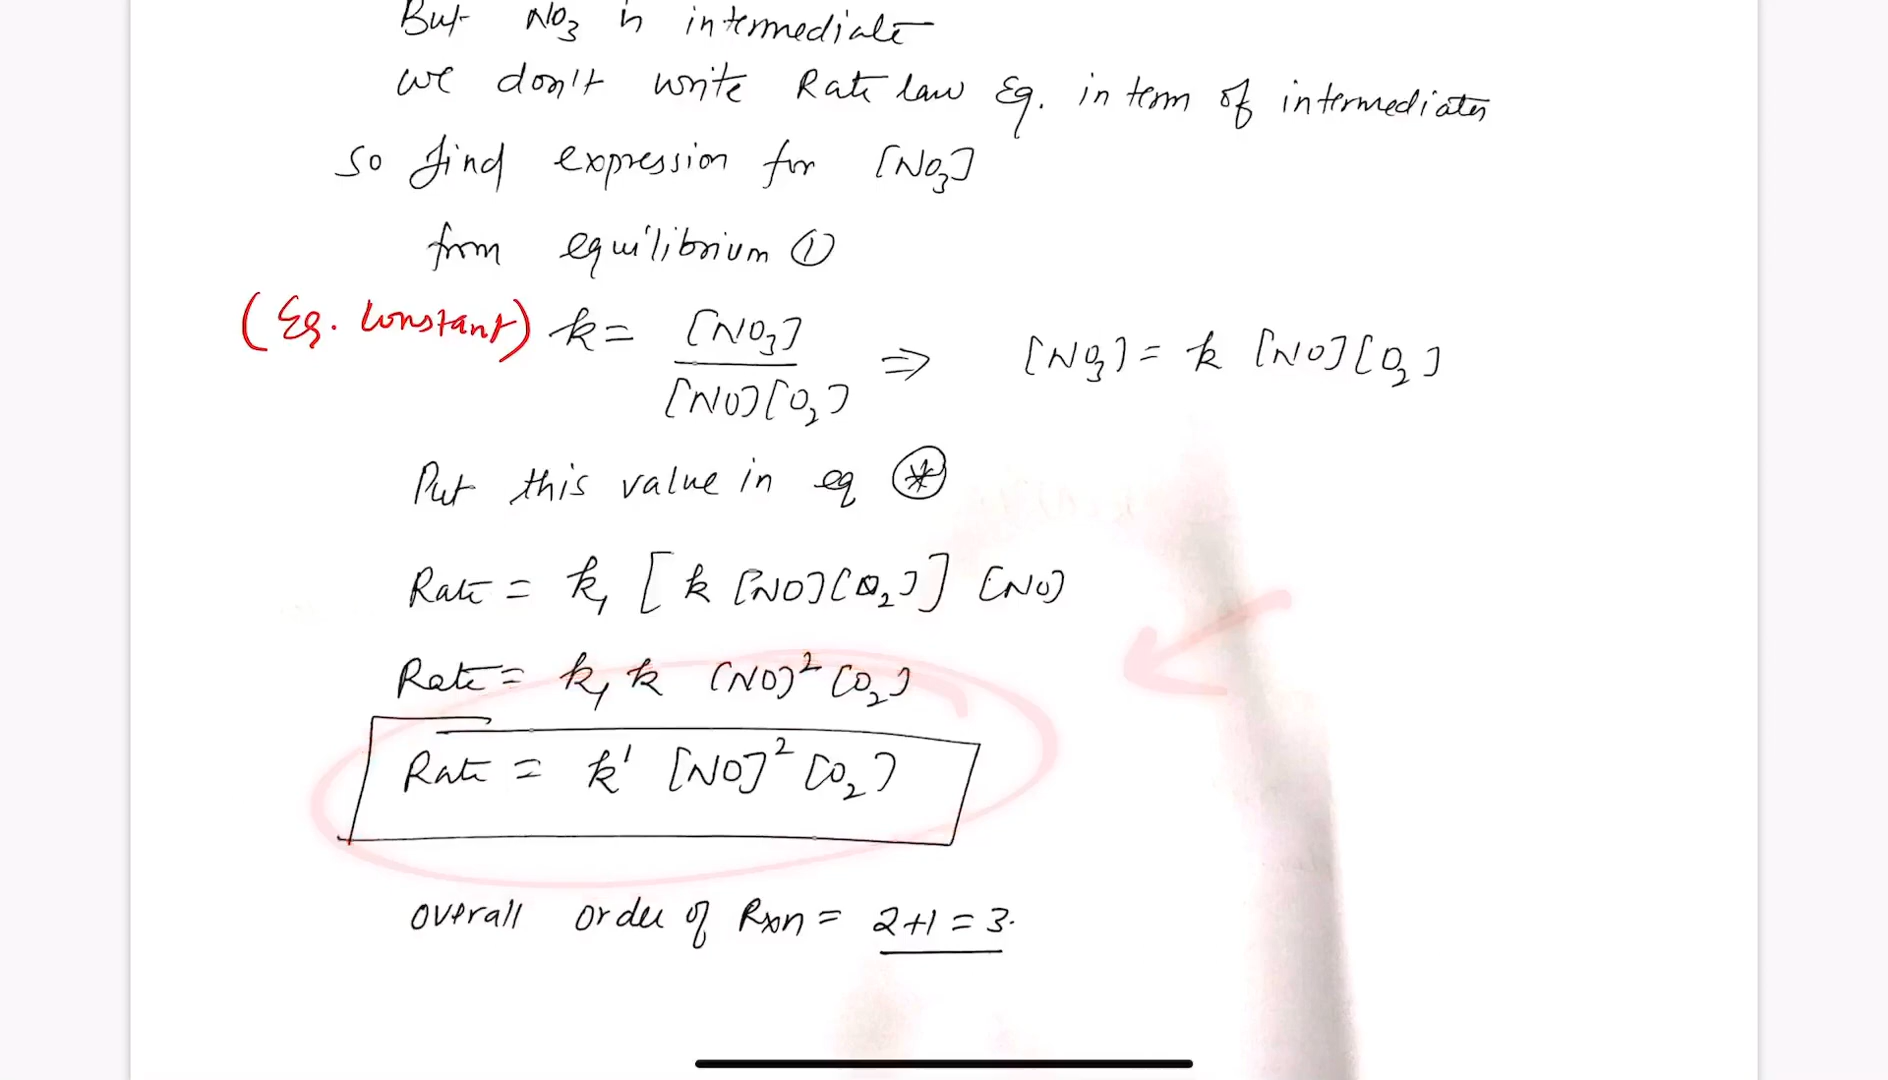 But NO₃ is intermediate
we don't write Rate law Eq. in term of intermediates
so find expression for [NO₃]
from equilibrium ①
(Eq. Constant) k = [NO₃] / [NO][O₂] ⇒ [NO₃] = k [NO][O₂]
Put this value in eq ⊛
Rate = k₁ [k [NO][O₂]] [NO]
Rate = k₁ k [NO]² [O₂]
Rate = k' [NO]² [O₂]
overall order of Rxn = 2+1 = 3.